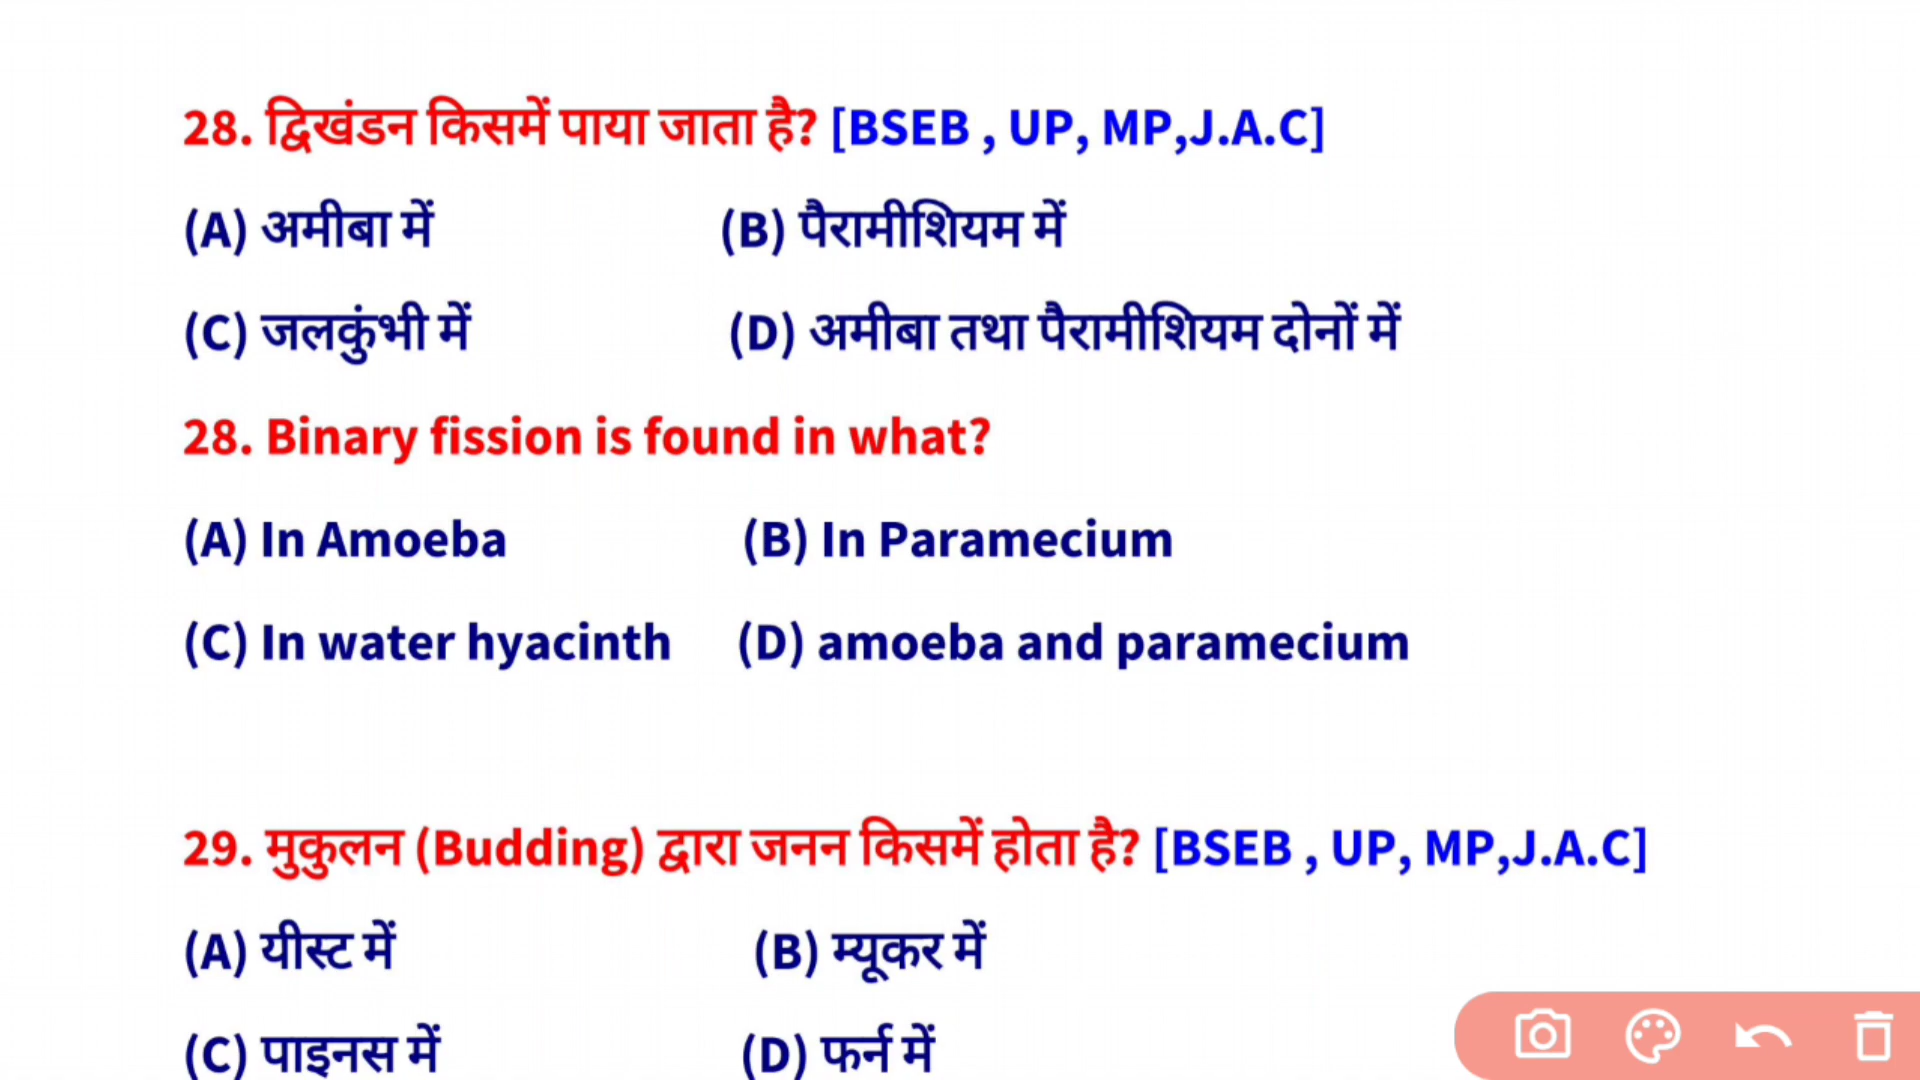 28. द्विखंडन किसमें पाया जाता है? [BSEB , UP, MP,J.A.C]
(A) अमीबा में (B) पैरामीशियम में
(C) जलकुंभी में (D) अमीबा तथा पैरामीशियम दोनों में
28. Binary fission is found in what?
(A) In Amoeba (B) In Paramecium
(C) In water hyacinth (D) amoeba and paramecium
29. मुकुलन (Budding) द्वारा जनन किसमें होता है? [BSEB , UP, MP,J.A.C]
(A) यीस्ट में (B) म्यूकर में
(C) पाइनस में (D) फर्न में